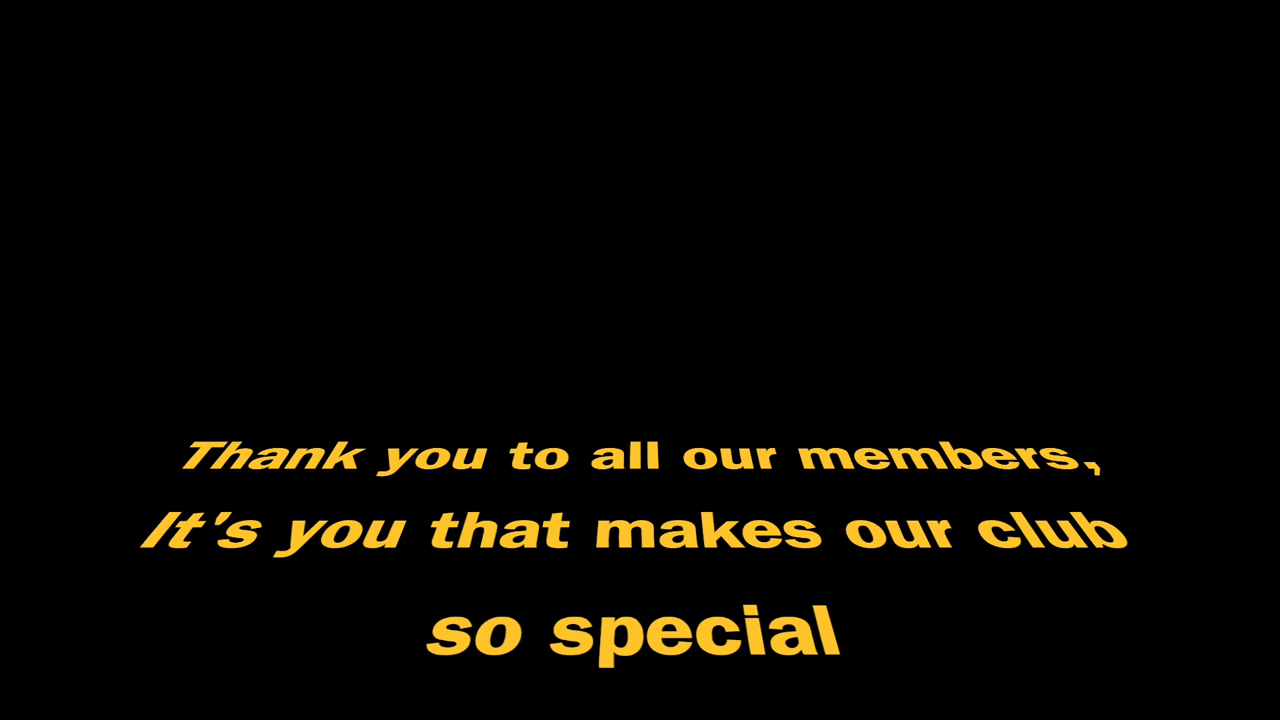 Thank you to all our members,
It's you that makes our club
so special